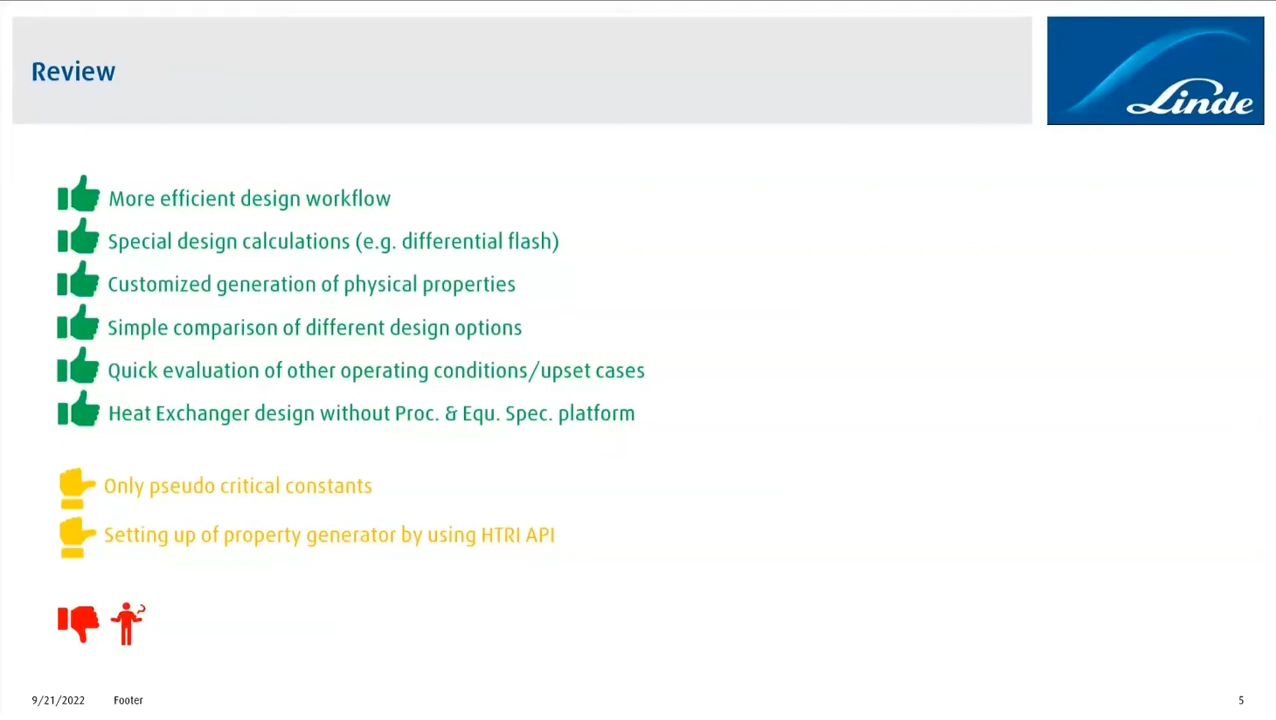 Review
Linde
More efficient design workflow
Special design calculations (e.g. differential flash)
Customized generation of physical properties
Simple comparison of different design options
Quick evaluation of other operating conditions/upset cases
Heat Exchanger design without Proc. & Equ. Spec. platform
Only pseudo critical constants
Setting up of property generator by using HTRI API
9/21/2022 Footer 5